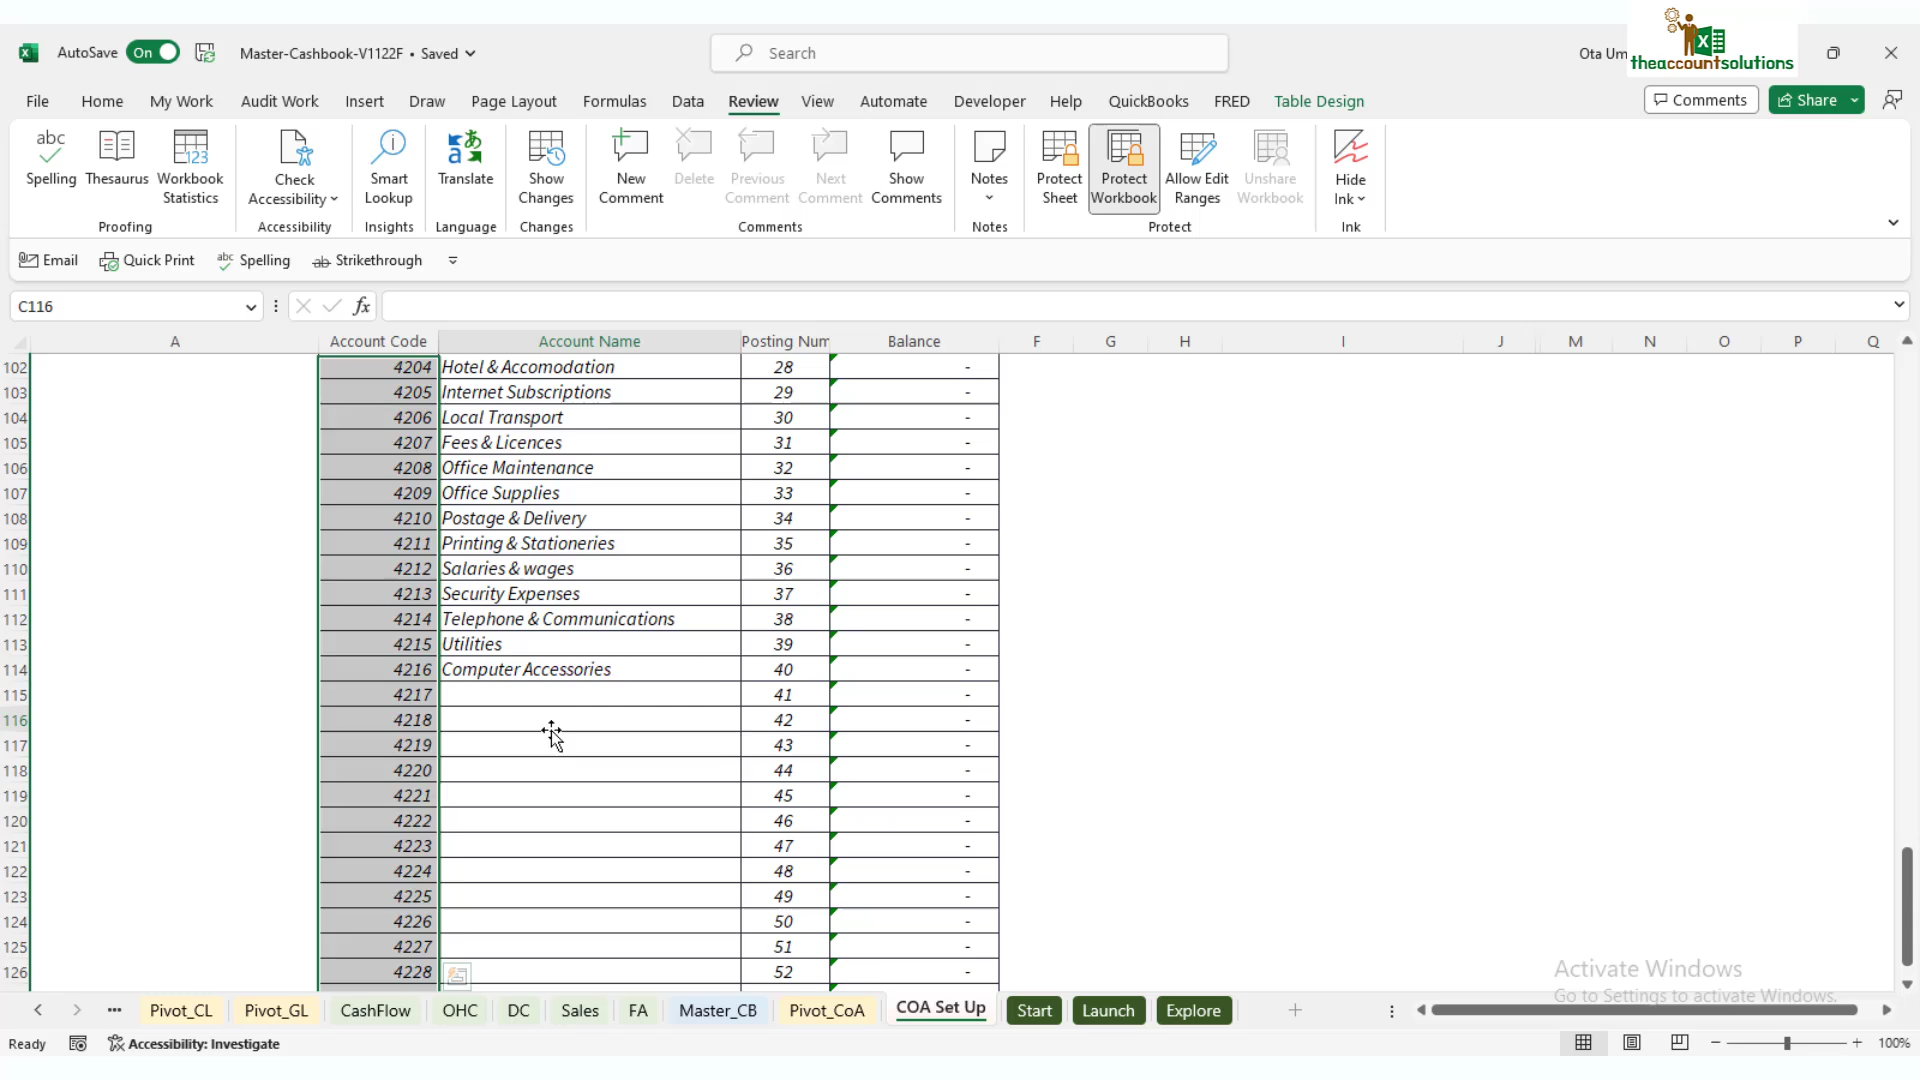 AutoSave On Master-Cashbook-V1122F • Saved Search Ota Um
theaccountsolutions
File Home My Work Audit Work Insert Draw Page Layout Formulas Data Review View Automate Developer Help QuickBooks FRED Table Design Comments Share
Spelling Thesaurus Workbook Statistics Check Accessibility Smart Lookup Translate Show Changes New Comment Delete Previous Comment Next Comment Show Comments Notes Protect Sheet Protect Workbook Allow Edit Ranges Unshare Workbook Hide Ink
Proofing Accessibility Insights Language Changes Comments Notes Protect Ink
Email Quick Print Spelling Strikethrough
C116 fx
A Account Code Account Name Posting Num Balance F G H I J M N O P Q
102 4204 Hotel & Accomodation 28 -
103 4205 Internet Subscriptions 29 -
104 4206 Local Transport 30 -
105 4207 Fees & Licences 31 -
106 4208 Office Maintenance 32 -
107 4209 Office Supplies 33 -
108 4210 Postage & Delivery 34 -
109 4211 Printing & Stationeries 35 -
110 4212 Salaries & wages 36 -
111 4213 Security Expenses 37 -
112 4214 Telephone & Communications 38 -
113 4215 Utilities 39 -
114 4216 Computer Accessories 40 -
115 4217 41 -
116 4218 42 -
117 4219 43 -
118 4220 44 -
119 4221 45 -
120 4222 46 -
121 4223 47 -
122 4224 48 -
123 4225 49 -
124 4226 50 -
125 4227 51 -
126 4228 52 -
Activate Windows
Go to Settings to activate Windows.
Pivot_CL Pivot_GL CashFlow OHC DC Sales FA Master_CB Pivot_CoA COA Set Up Start Launch Explore
Ready Accessibility: Investigate 100%